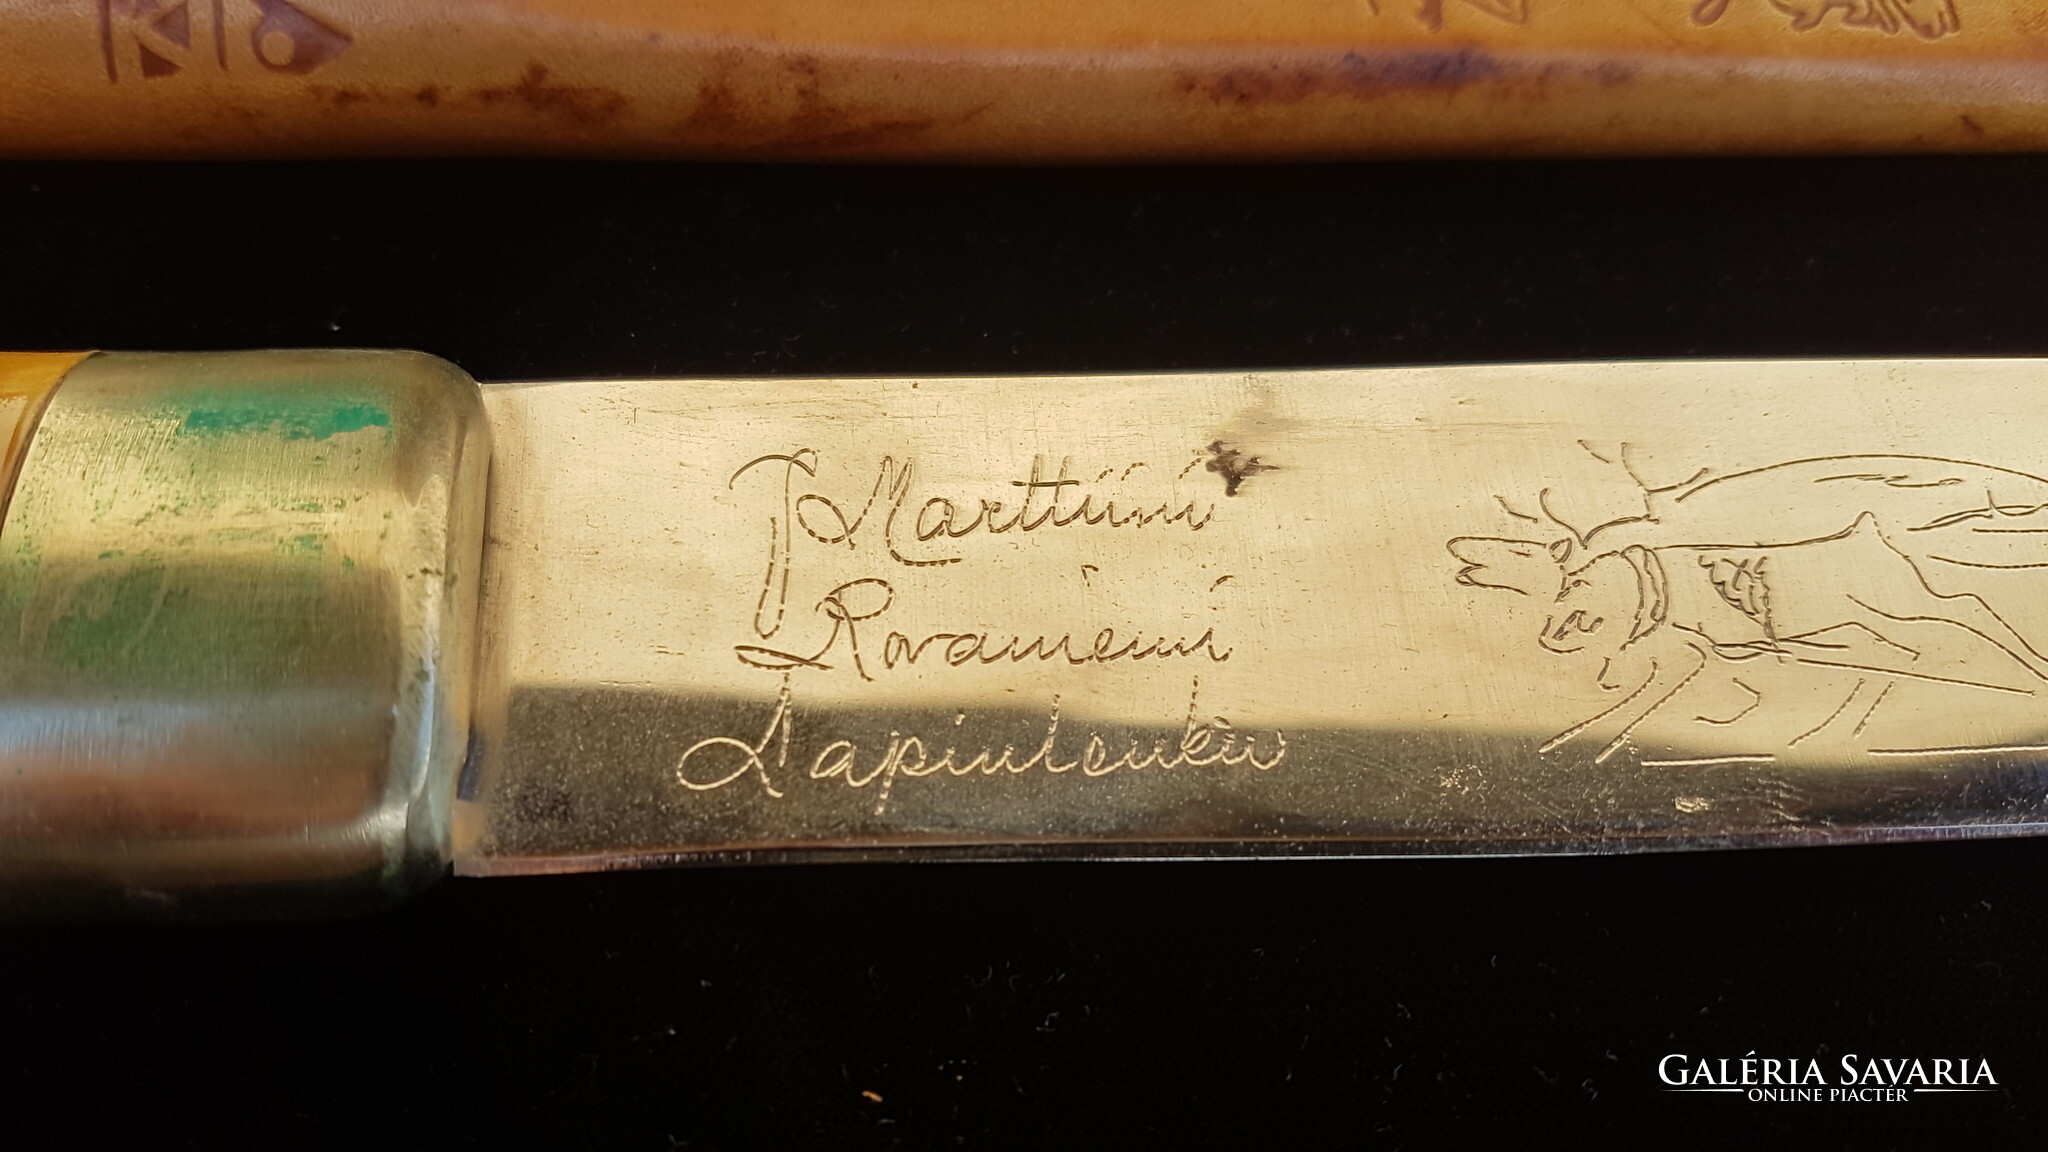 J Marttiini
Rovaniemi
Lapinleuku
GALÉRIA SAVARIA
ONLINE PIACTÉR